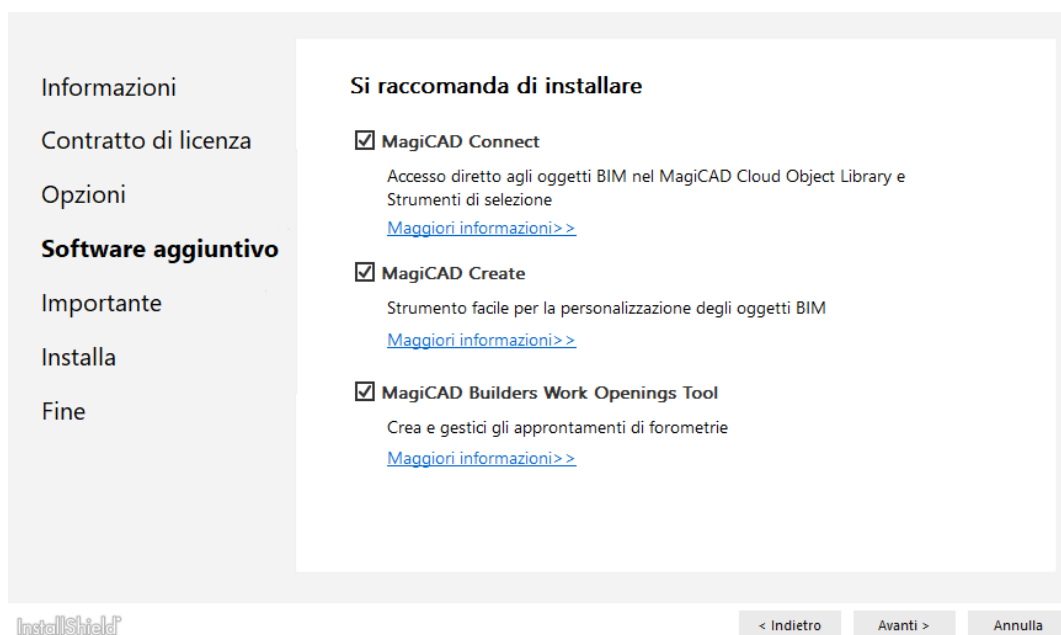 Informazioni
Contratto di licenza
Opzioni
Software aggiuntivo
Importante
Installa
Fine
Si raccomanda di installare
MagiCAD Connect
Accesso diretto agli oggetti BIM nel MagiCAD Cloud Object Library e
Strumenti di selezione
Maggiori informazioni>>
MagiCAD Create
Strumento facile per la personalizzazione degli oggetti BIM
Maggiori informazioni>>
MagiCAD Builders Work Openings Tool
Crea e gestici gli approntamenti di forometrie
Maggiori informazioni>>
InstallShield
< Indietro
Avanti >
Annulla